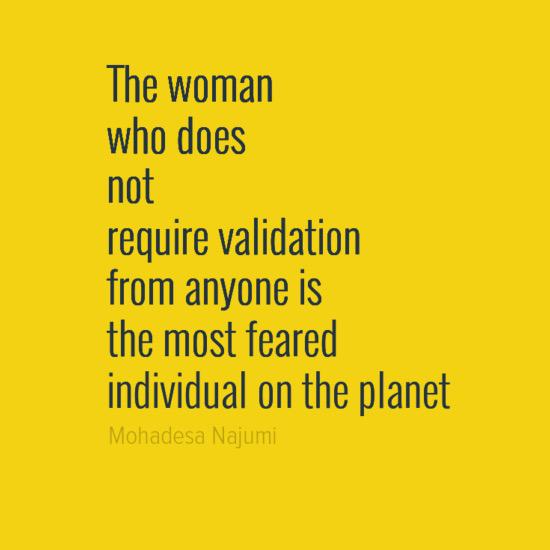 The woman
who does
not
require validation
from anyone is
the most feared
individual on the planet
Mohadesa Najumi